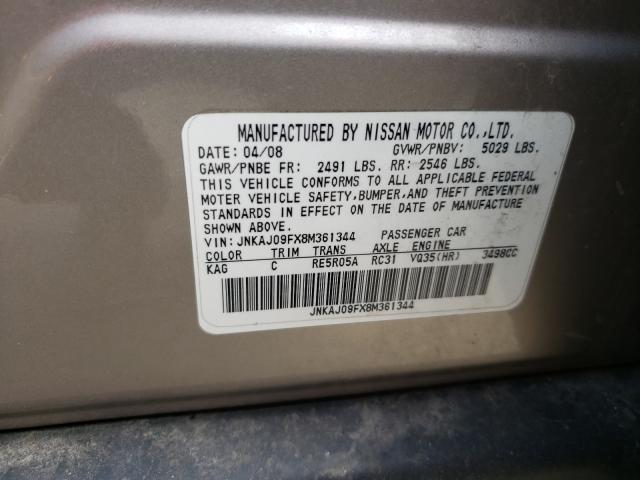 MANUFACTURED BY NISSAN MOTOR CO.,LTD.
DATE: 04/08 GVWR/PNBV: 5029 LBS.
GAWR/PNBE FR: 2491 LBS. RR: 2546 LBS.
THIS VEHICLE CONFORMS TO ALL APPLICABLE FEDERAL
MOTOR VEHICLE SAFETY,BUMPER,AND THEFT PREVENTION
STANDARDS IN EFFECT ON THE DATE OF MANUFACTURE
SHOWN ABOVE.
VIN: JNKAJ09FX8M361344 PASSENGER CAR
COLOR TRIM TRANS AXLE ENGINE
KAG C RE5R05A RC31 VQ35(HR) 3498CC
JNKAJ09FX8M361344